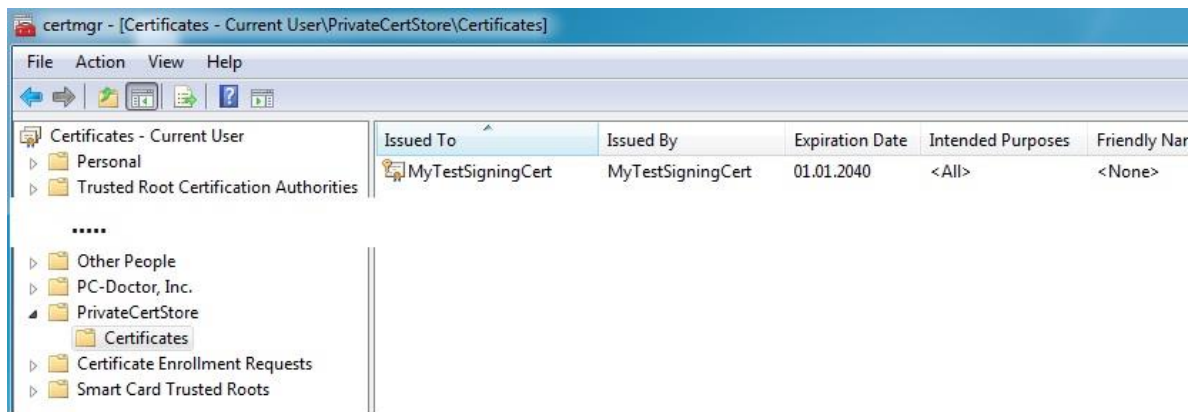 certmgr - [Certificates - Current User\PrivateCertStore\Certificates]
File Action View Help
Certificates - Current User
Personal
Trusted Root Certification Authorities
.....
Other People
PC-Doctor, Inc.
PrivateCertStore
Certificates
Certificate Enrollment Requests
Smart Card Trusted Roots
Issued To Issued By Expiration Date Intended Purposes Friendly Nar
MyTestSigningCert MyTestSigningCert 01.01.2040 <All> <None>